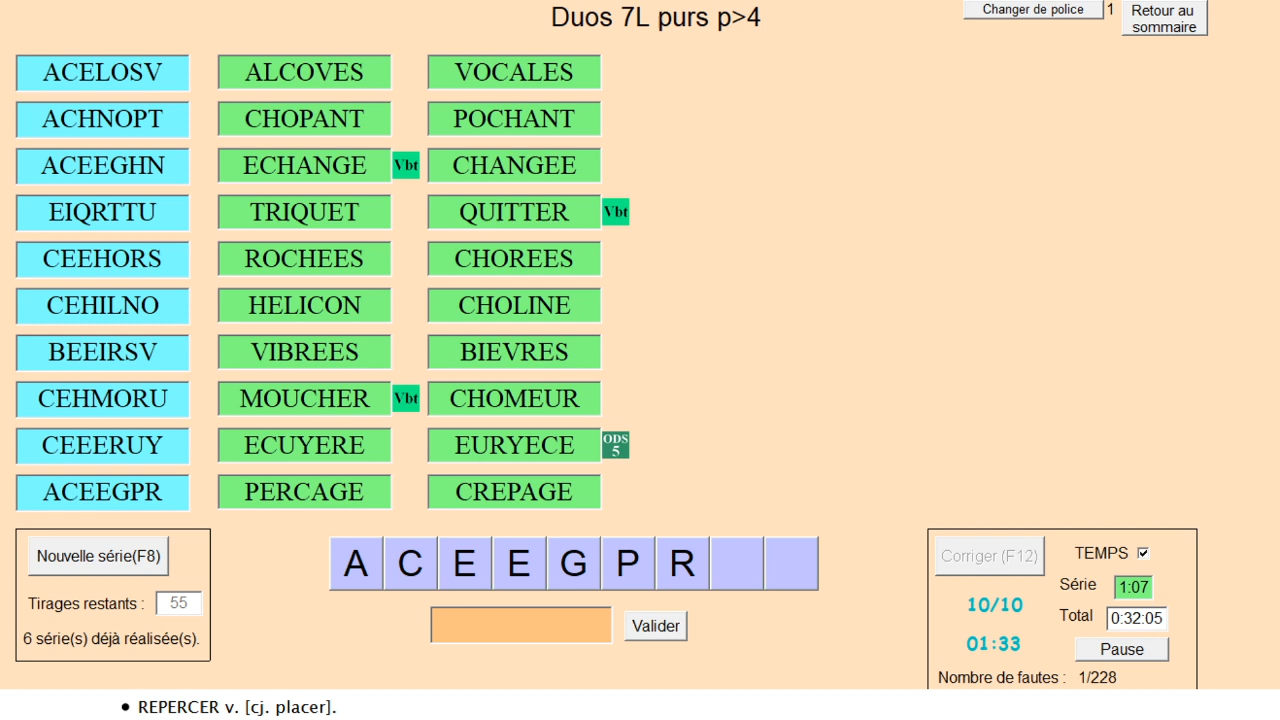 Duos 7L purs p>4
Changer de police 1 Retour au sommaire
ACELOSV ALCOVES VOCALES
ACHNOPT CHOPANT POCHANT
ACEEGHN ECHANGE Vbt CHANGEE
EIQRTTU TRIQUET QUITTER Vbt
CEEHORS ROCHEES CHOREES
CEHILNO HELICON CHOLINE
BEEIRSV VIBREES BIEVRES
CEHMORU MOUCHER Vbt CHOMEUR
CEEERUY ECUYERE EURYECE ODS 5
ACEEGPR PERCAGE CREPAGE
Nouvelle série(F8)
Tirages restants : 55
6 série(s) déjà réalisée(s).
A C E E G P R
Valider
Corriger (F12) TEMPS
Série 1:07
10/10
Total 0:32:05
01:33
Pause
Nombre de fautes : 1/228
• REPERCER v. [cj. placer].